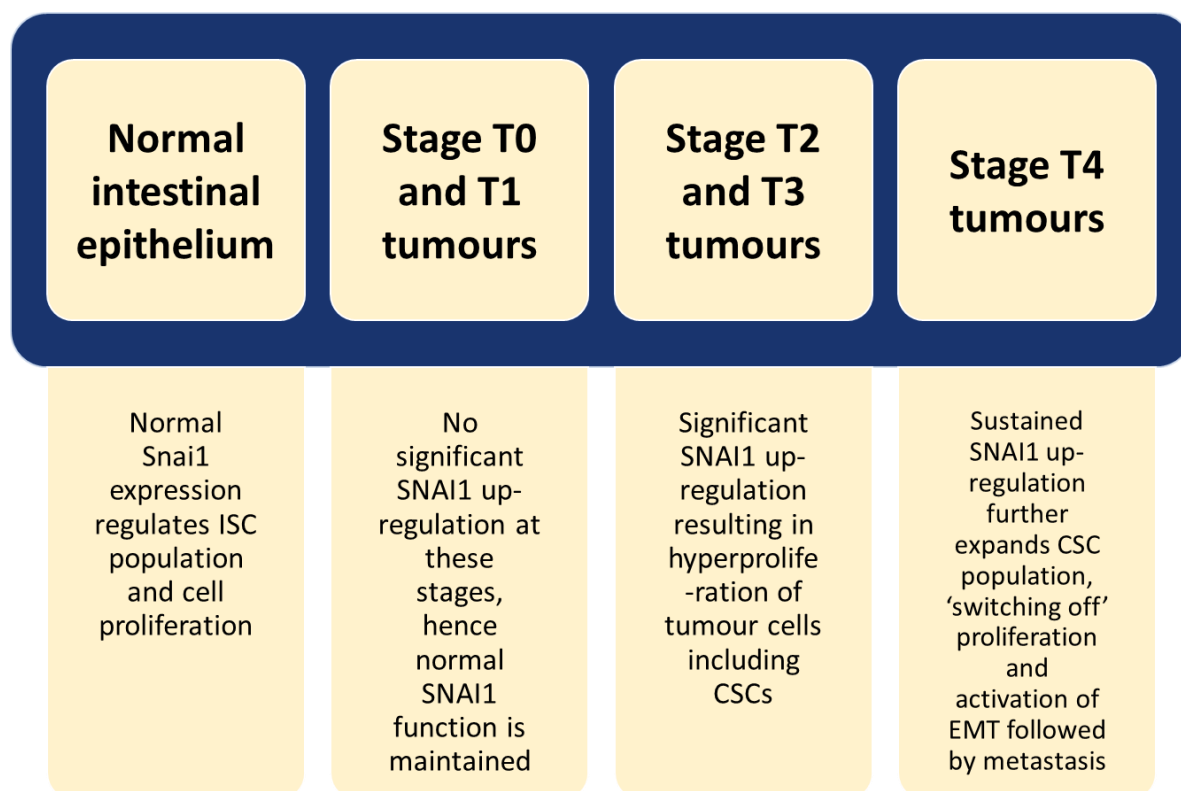 Normal
intestinal
epithelium
Stage T0
and T1
tumours
Stage T2
and T3
tumours
Stage T4
tumours
Normal
Snai1
expression
regulates ISC
population
and cell
proliferation
No
significant
SNAI1 up-
regulation at
these
stages,
hence
normal
SNAI1
function is
maintained
Significant
SNAI1 up-
regulation
resulting in
hyperprolife
-ration of
tumour cells
including
CSCs
Sustained
SNAI1 up-
regulation
further
expands CSC
population,
‘switching off’
proliferation
and
activation of
EMT followed
by metastasis